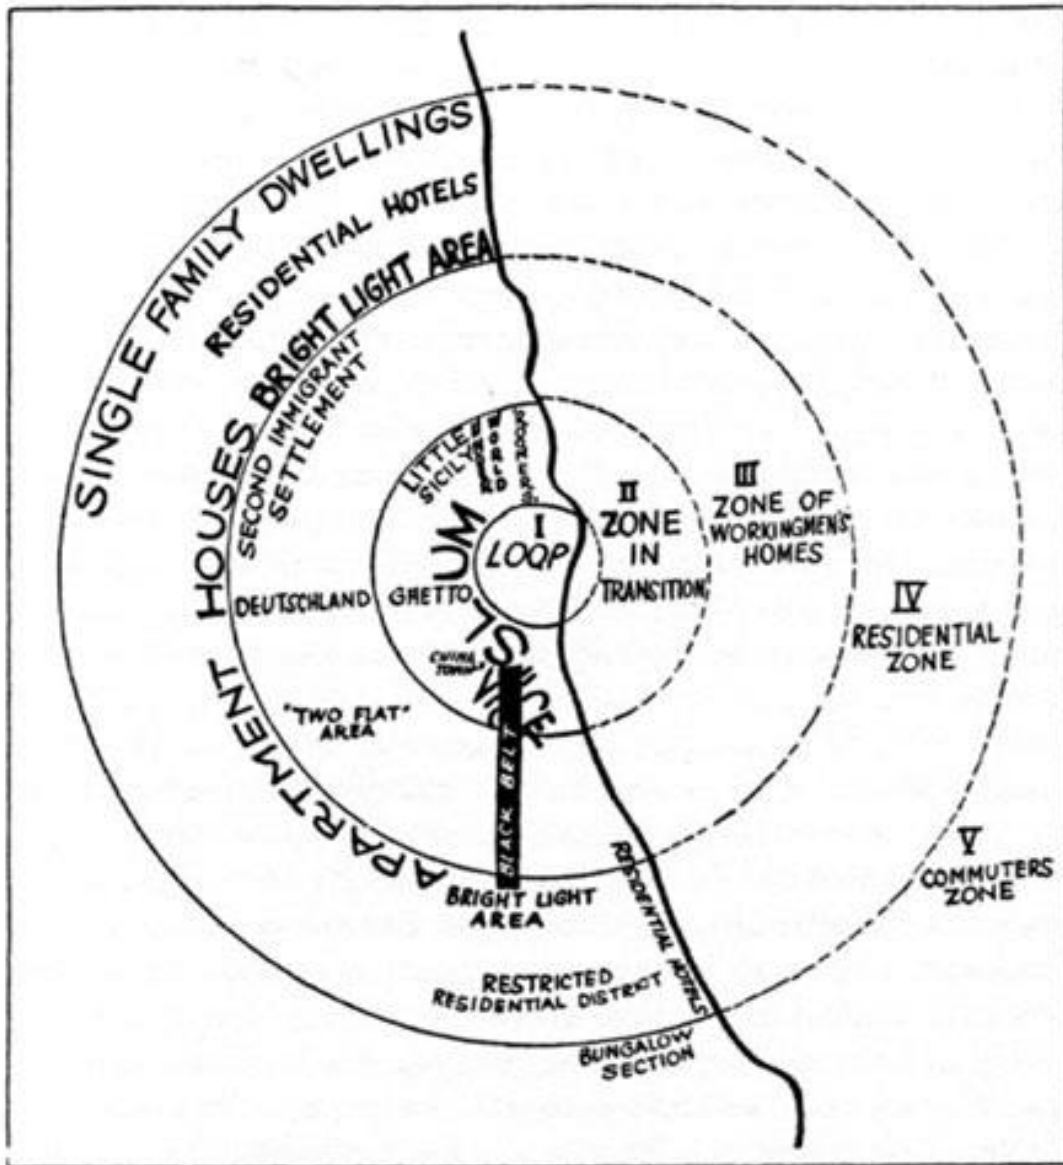 SINGLE FAMILY DWELLINGS
RESIDENTIAL HOTELS
BRIGHT LIGHT AREA
APARTMENT HOUSES
SECOND IMMIGRANT
SETTLEMENT
LITTLE
SICILY
UNDER
WORLD
ROOMERS
I
LOOP
II
ZONE
IN
TRANSITION
III
ZONE OF
WORKINGMEN'S
HOMES
IV
RESIDENTIAL
ZONE
V
COMMUTERS
ZONE
DEUTSCHLAND
GHETTO
SLUM
CHINA
TOWN
VICE
"TWO FLAT"
AREA
BLACK BELT
BRIGHT LIGHT
AREA
RESIDENTIAL HOTELS
RESTRICTED
RESIDENTIAL DISTRICT
BUNGALOW
SECTION